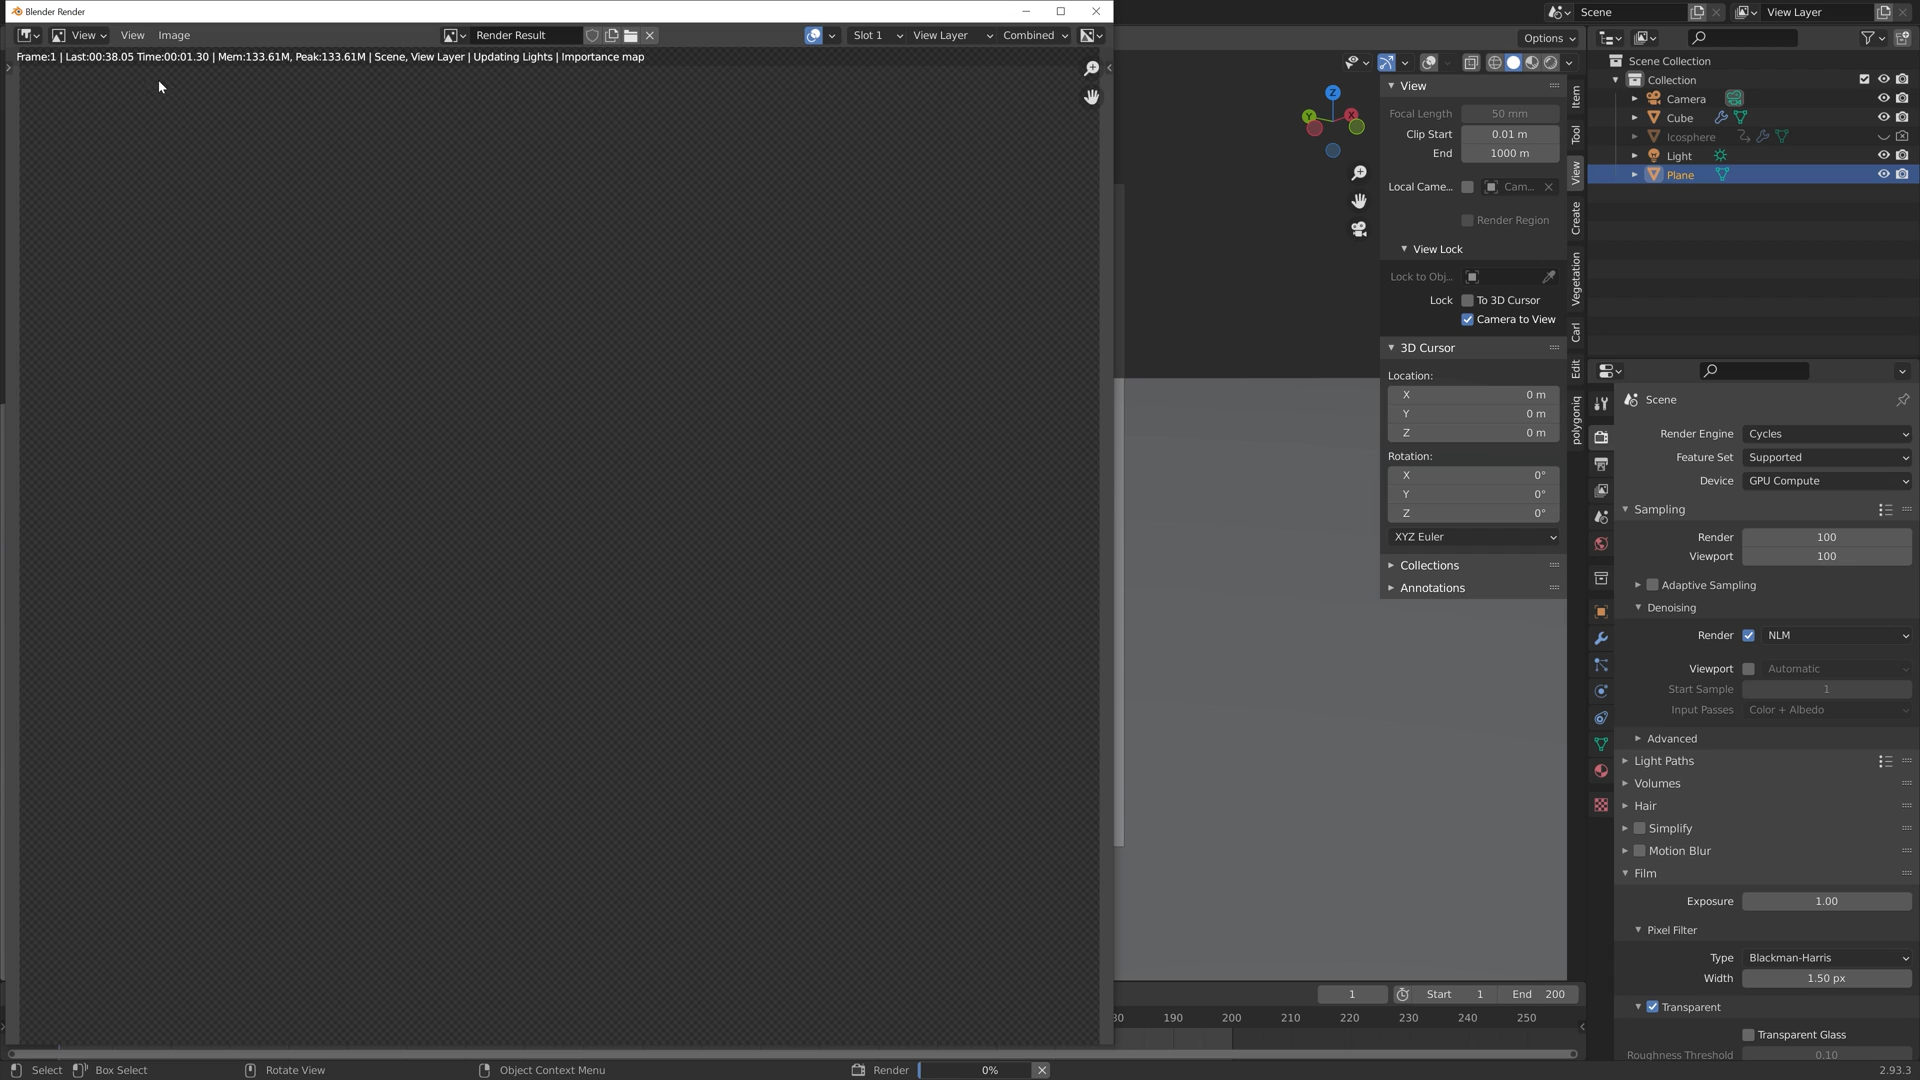 Blender Render
View View Image Render Result Slot 1 View Layer Combined
Frame:1 | Last:00:38.05 Time:00:01.30 | Mem:133.61M, Peak:133.61M | Scene, View Layer | Updating Lights | Importance map
Options
Z
Y
X
View
Focal Length 50 mm
Clip Start 0.01 m
End 1000 m
Local Came... Cam...
Render Region
View Lock
Lock to Obj...
Lock To 3D Cursor
Camera to View
3D Cursor
Location:
X 0 m
Y 0 m
Z 0 m
Rotation:
X 0°
Y 0°
Z 0°
XYZ Euler
Collections
Annotations
Item
Tool
View
Create
Vegetation
Carl
Edit
polygoniq
Scene View Layer
Scene Collection
Collection
Camera
Cube
Icosphere
Light
Plane
Scene
Render Engine Cycles
Feature Set Supported
Device GPU Compute
Sampling
Render 100
Viewport 100
Adaptive Sampling
Denoising
Render NLM
Viewport Automatic
Start Sample 1
Input Passes Color + Albedo
Advanced
Light Paths
Volumes
Hair
Simplify
Motion Blur
Film
Exposure 1.00
Pixel Filter
Type Blackman-Harris
Width 1.50 px
Transparent
Transparent Glass
Roughness Threshold 0.10
1 Start 1 End 200
190 200 210 220 230 240 250
Select Box Select Rotate View Object Context Menu Render 0% 2.93.3